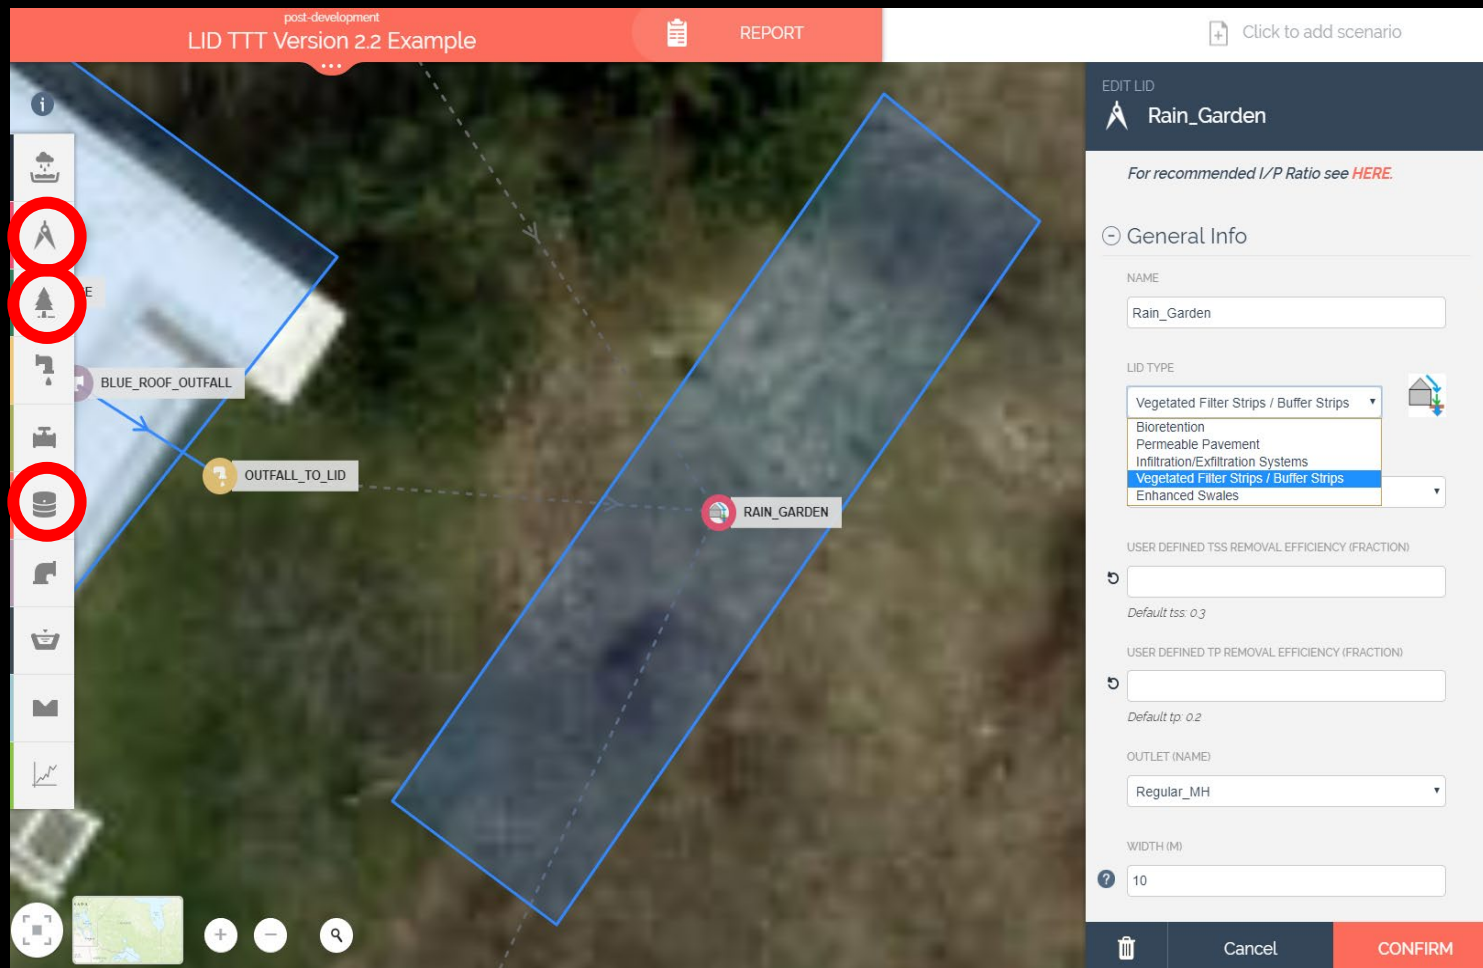 post-development
LID TTT Version 2.2 Example
REPORT
Click to add scenario
EDIT LID
Rain_Garden
For recommended I/P Ratio see HERE.
General Info
NAME
Rain_Garden
LID TYPE
Vegetated Filter Strips / Buffer Strips
Bioretention
Permeable Pavement
Infiltration/Exfiltration Systems
Vegetated Filter Strips / Buffer Strips
Enhanced Swales
USER DEFINED TSS REMOVAL EFFICIENCY (FRACTION)
Default tss: 0.3
USER DEFINED TP REMOVAL EFFICIENCY (FRACTION)
Default tp: 0.2
OUTLET (NAME)
Regular_MH
WIDTH (M)
10
Cancel
CONFIRM
E
BLUE_ROOF_OUTFALL
OUTFALL_TO_LID
RAIN_GARDEN